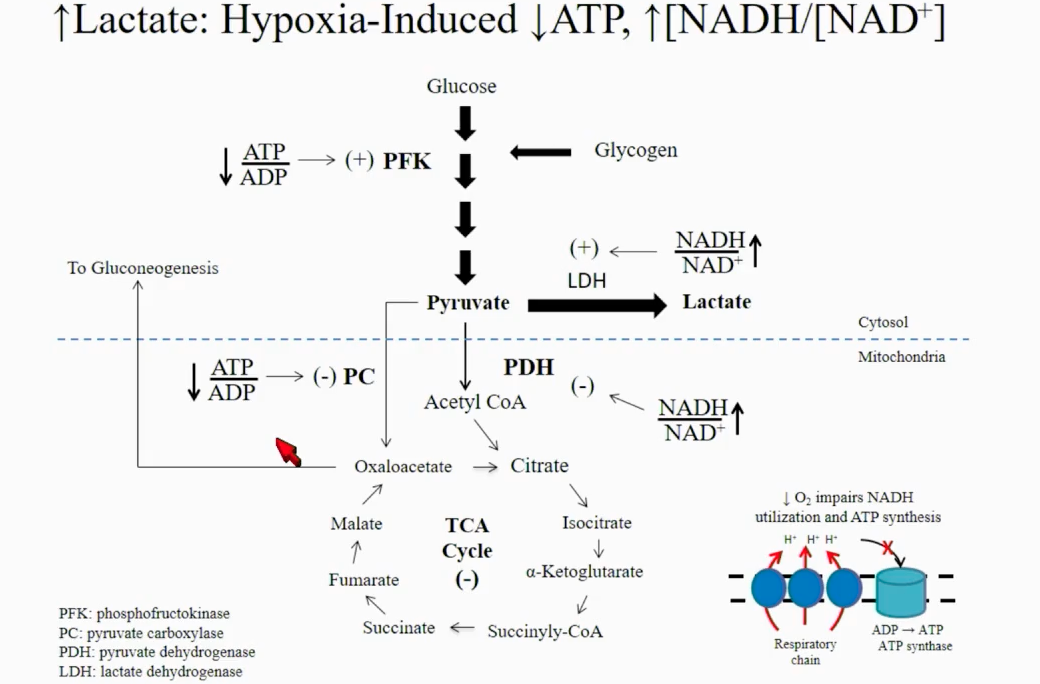 ↑Lactate: Hypoxia-Induced ↓ATP, ↑[NADH/[NAD⁺]
Glucose
↓ ATP/ADP → (+) PFK
Glycogen
(+) ← NADH/NAD⁺ ↑
LDH
To Gluconeogenesis
Pyruvate
Lactate
Cytosol
Mitochondria
↓ ATP/ADP → (-) PC
PDH
(-)
NADH/NAD⁺ ↑
Acetyl CoA
Oxaloacetate → Citrate
Malate
TCA
Cycle
(-)
Isocitrate
α-Ketoglutarate
Fumarate
Succinate ← Succinyly-CoA
↓ O₂ impairs NADH
utilization and ATP synthesis
H⁺ H⁺ H⁺
X
Respiratory
chain
ADP → ATP
ATP synthase
PFK: phosphofructokinase
PC: pyruvate carboxylase
PDH: pyruvate dehydrogenase
LDH: lactate dehydrogenase